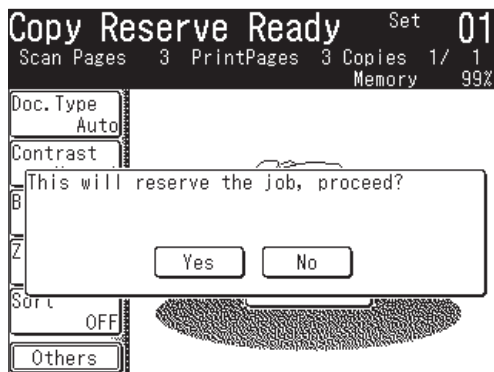 Copy Reserve Ready Set 01
Scan Pages 3 PrintPages 3 Copies 1/ 1
Memory 99%
Doc.Type
Auto
Contrast
This will reserve the job, proceed?
B
Z
Yes No
Sort
OFF
Others